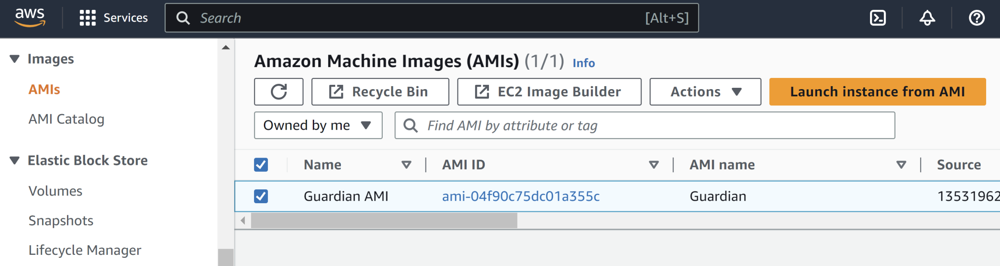 aws Services Search [Alt+S]
Images
AMIs
AMI Catalog
Elastic Block Store
Volumes
Snapshots
Lifecycle Manager
Amazon Machine Images (AMIs) (1/1) Info
Recycle Bin EC2 Image Builder Actions Launch instance from AMI
Owned by me Find AMI by attribute or tag
Name AMI ID AMI name Source
Guardian AMI ami-04f90c75dc01a355c Guardian 13531962